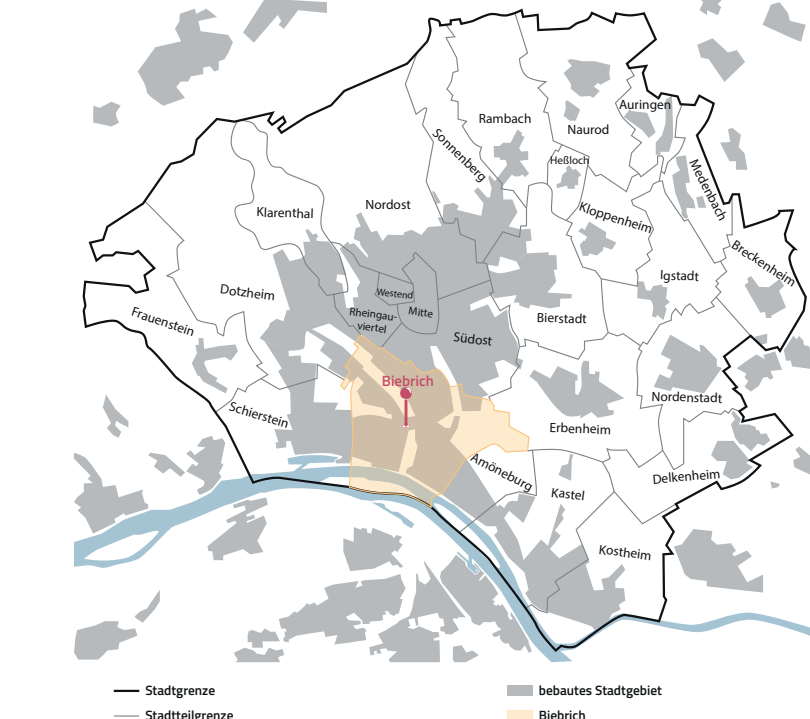 Auringen
Rambach
Naurod
Sonnenberg
Heßloch
Medenbach
Nordost
Klarenthal
Kloppenheim
Breckenheim
Igstadt
Dotzheim
Westend
Frauenstein
Rheingau-
viertel
Mitte
Bierstadt
Südost
Biebrich
Nordenstadt
Schierstein
Erbenheim
Amöneburg
Delkenheim
Kastel
Kostheim
Stadtgrenze
bebautes Stadtgebiet
Stadtteilgrenze
Biebrich